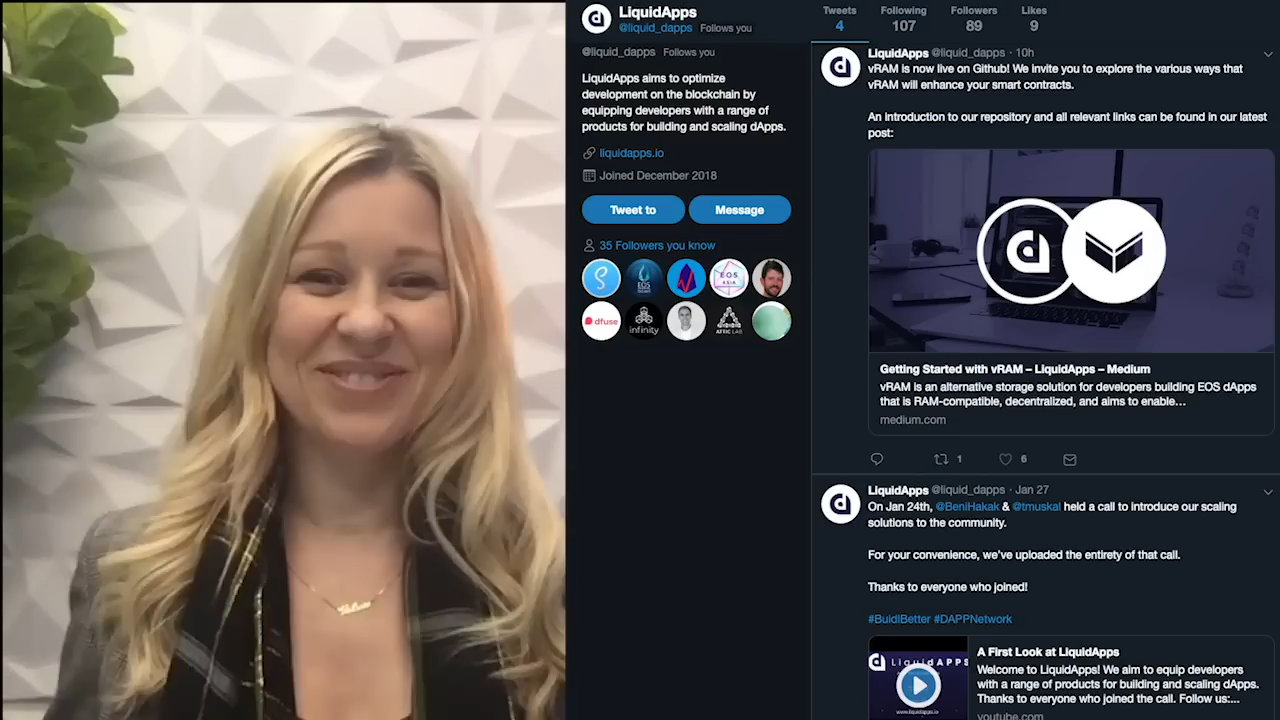 LiquidApps
@liquid_dapps Follows you
@liquid_dapps Follows you
LiquidApps aims to optimize
development on the blockchain by
equipping developers with a range of
products for building and scaling dApps.
liquidapps.io
Joined December 2018
Tweet to
Message
35 Followers you know
EOS
EOS
ASIA
dfuse
infinity
ATTIC LAB
Tweets
4
Following
107
Followers
89
Likes
9
LiquidApps @liquid_dapps · 10h
vRAM is now live on Github! We invite you to explore the various ways that
vRAM will enhance your smart contracts.
An introduction to our repository and all relevant links can be found in our latest
post:
Getting Started with vRAM – LiquidApps – Medium
vRAM is an alternative storage solution for developers building EOS dApps
that is RAM-compatible, decentralized, and aims to enable...
medium.com
1
6
LiquidApps @liquid_dapps · Jan 27
On Jan 24th, @BeniHakak & @tmuskal held a call to introduce our scaling
solutions to the community.
For your convenience, we've uploaded the entirety of that call.
Thanks to everyone who joined!
#BuidlBetter #DAPPNetwork
LiquidAPPS
www.liquidapps.io
A First Look at LiquidApps
Welcome to LiquidApps! We aim to equip developers
with a range of products for building and scaling dApps.
Thanks to everyone who joined the call. Follow us:...
youtube.com